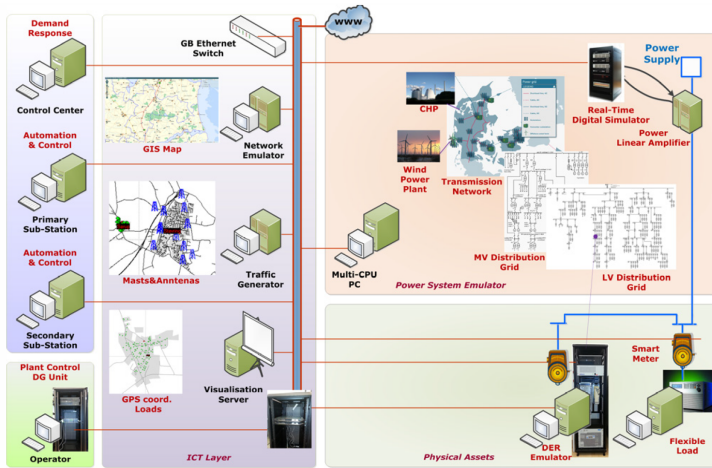 Demand
Response
Control Center
Automation
& Control
Primary
Sub-Station
Automation
& Control
Secondary
Sub-Station
Plant Control
DG Unit
Operator
GB Ethernet
Switch
WWW
GIS Map
Network
Emulator
Masts&Anntenas
Traffic
Generator
GPS coord.
Loads
Visualisation
Server
ICT Layer
CHP
Wind
Power
Plant
Transmission
Network
MV Distribution
Grid
LV Distribution
Grid
Multi-CPU
PC
Real-Time
Digital Simulator
Power
Supply
Power
Linear Amplifier
Power System Emulator
Smart
Meter
DER
Emulator
Flexible
Load
Physical Assets